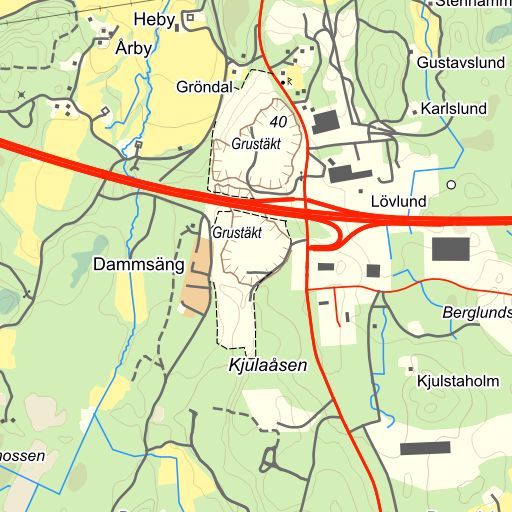 Stenhamm
Heby
Årby
Gustavslund
Gröndal
R
Karlslund
40
Grustäkt
Lövlund
Grustäkt
Dammsäng
Berglunds
Kjulaåsen
Kjulstaholm
mossen